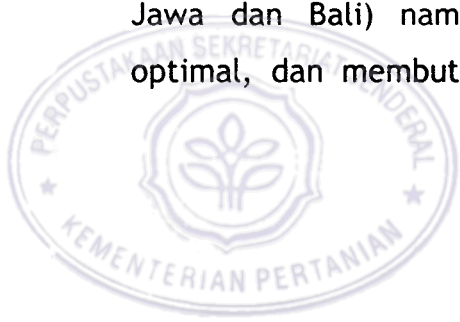 Jawa dan Bali) nam
optimal, dan membut
PERPUSTAKAAN SEKRETARIAT JENDERAL
KEMENTERIAN PERTANIAN